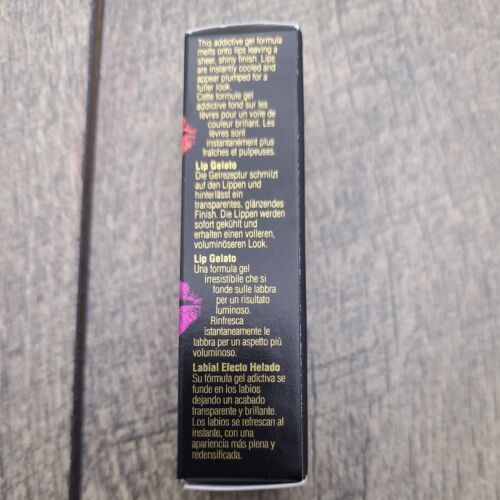 This addictive gel formula
melts onto lips leaving a
sheer, shiny finish. Lips
are instantly cooled and
appear plumped for a
fuller look.
Cette formule gel
addictive fond sur les
lèvres pour un voile de
couleur brillant. Les
lèvres sont
instantanément plus
fraîches et pulpeuses.
Lip Gelato
Die Gelrezeptur schmilzt
auf den Lippen und
hinterlässt ein
transparentes, glänzendes
Finish. Die Lippen werden
sofort gekühlt und
erhalten einen volleren,
voluminöseren Look.
Lip Gelato
Una formula gel
irresistibile che si
fonde sulle labbra
per un risultato
luminoso.
Rinfresca
istantaneamente le
labbra per un aspetto più
voluminoso.
Labial Efecto Helado
Su fórmula gel adictiva se
funde en los labios
dejando un acabado
transparente y brillante.
Los labios se refrescan al
instante, con una
apariencia más plena y
redensificada.